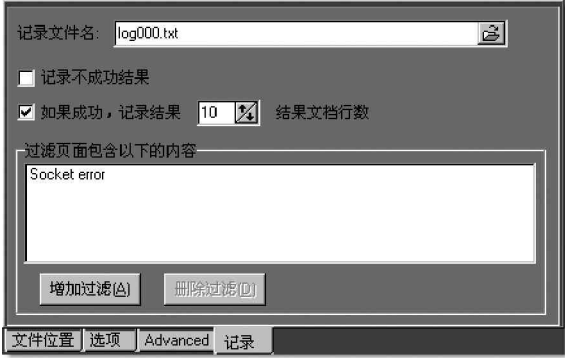 记录文件名: log000.txt
记录不成功结果
如果成功，记录结果 10 结果文档行数
过滤页面包含以下的内容
Socket error
增加过滤(A) 删除过滤(D)
文件位置 选项 Advanced 记录